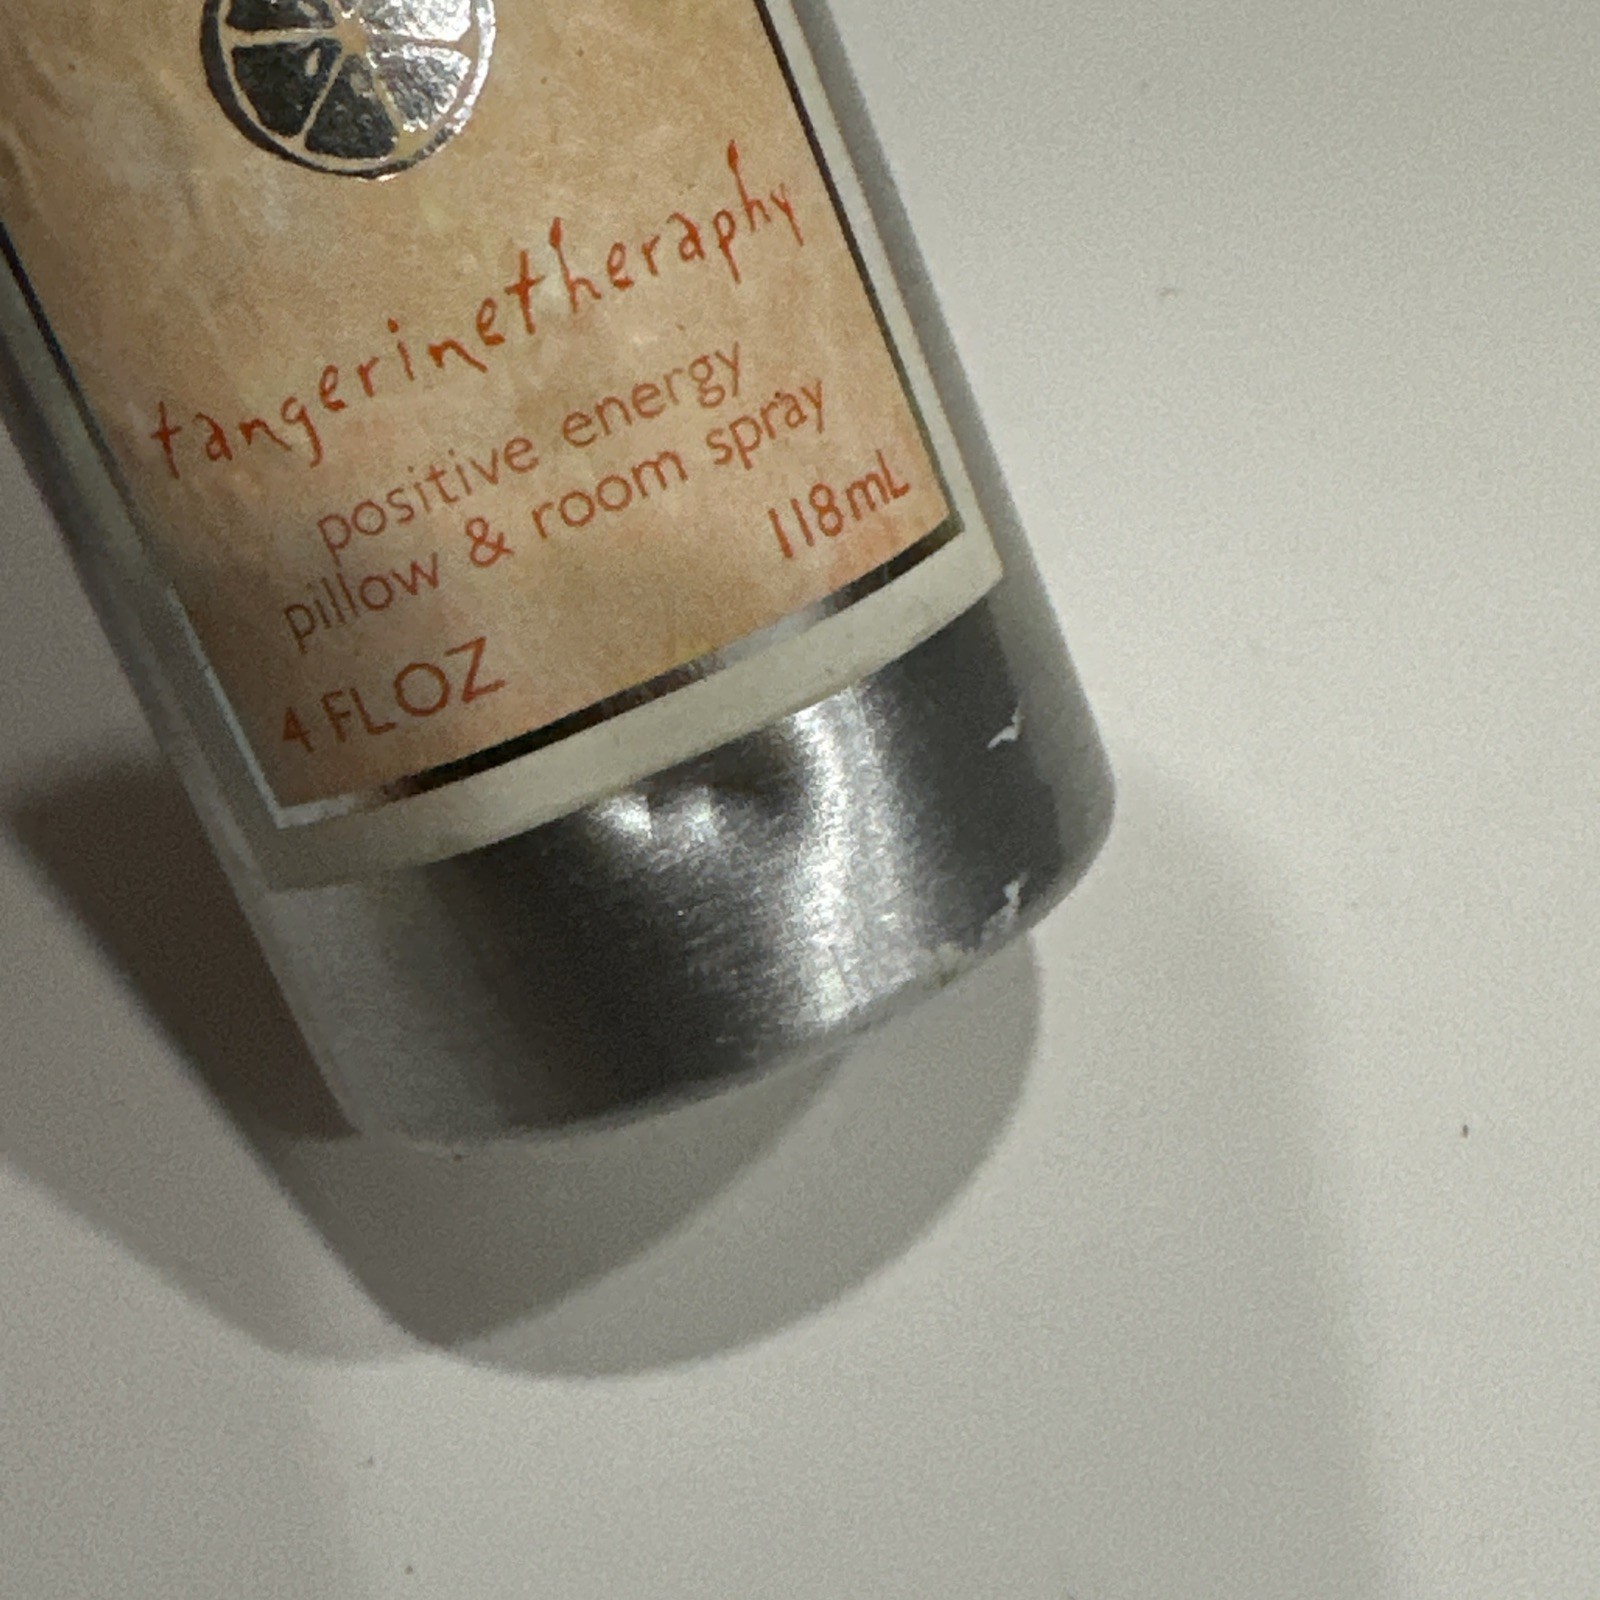 tangerinetheraphy
positive energy
pillow & room spray
4 FL OZ 118mL